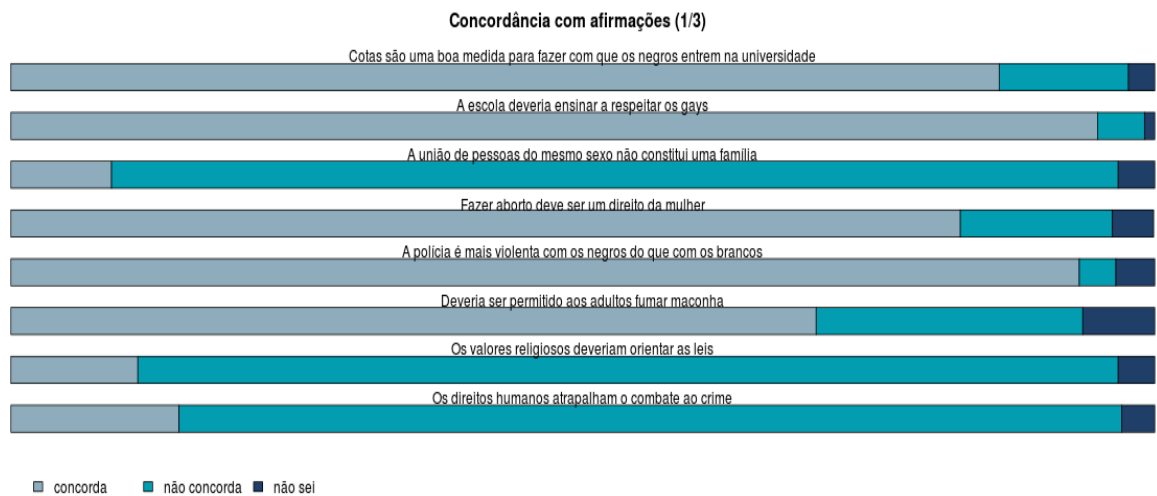 Concordância com afirmações (1/3)
Cotas são uma boa medida para fazer com que os negros entrem na universidade
A escola deveria ensinar a respeitar os gays
A união de pessoas do mesmo sexo não constitui uma família
Fazer aborto deve ser um direito da mulher
A polícia é mais violenta com os negros do que com os brancos
Deveria ser permitido aos adultos fumar maconha
Os valores religiosos deveriam orientar as leis
Os direitos humanos atrapalham o combate ao crime
concorda não concorda não sei